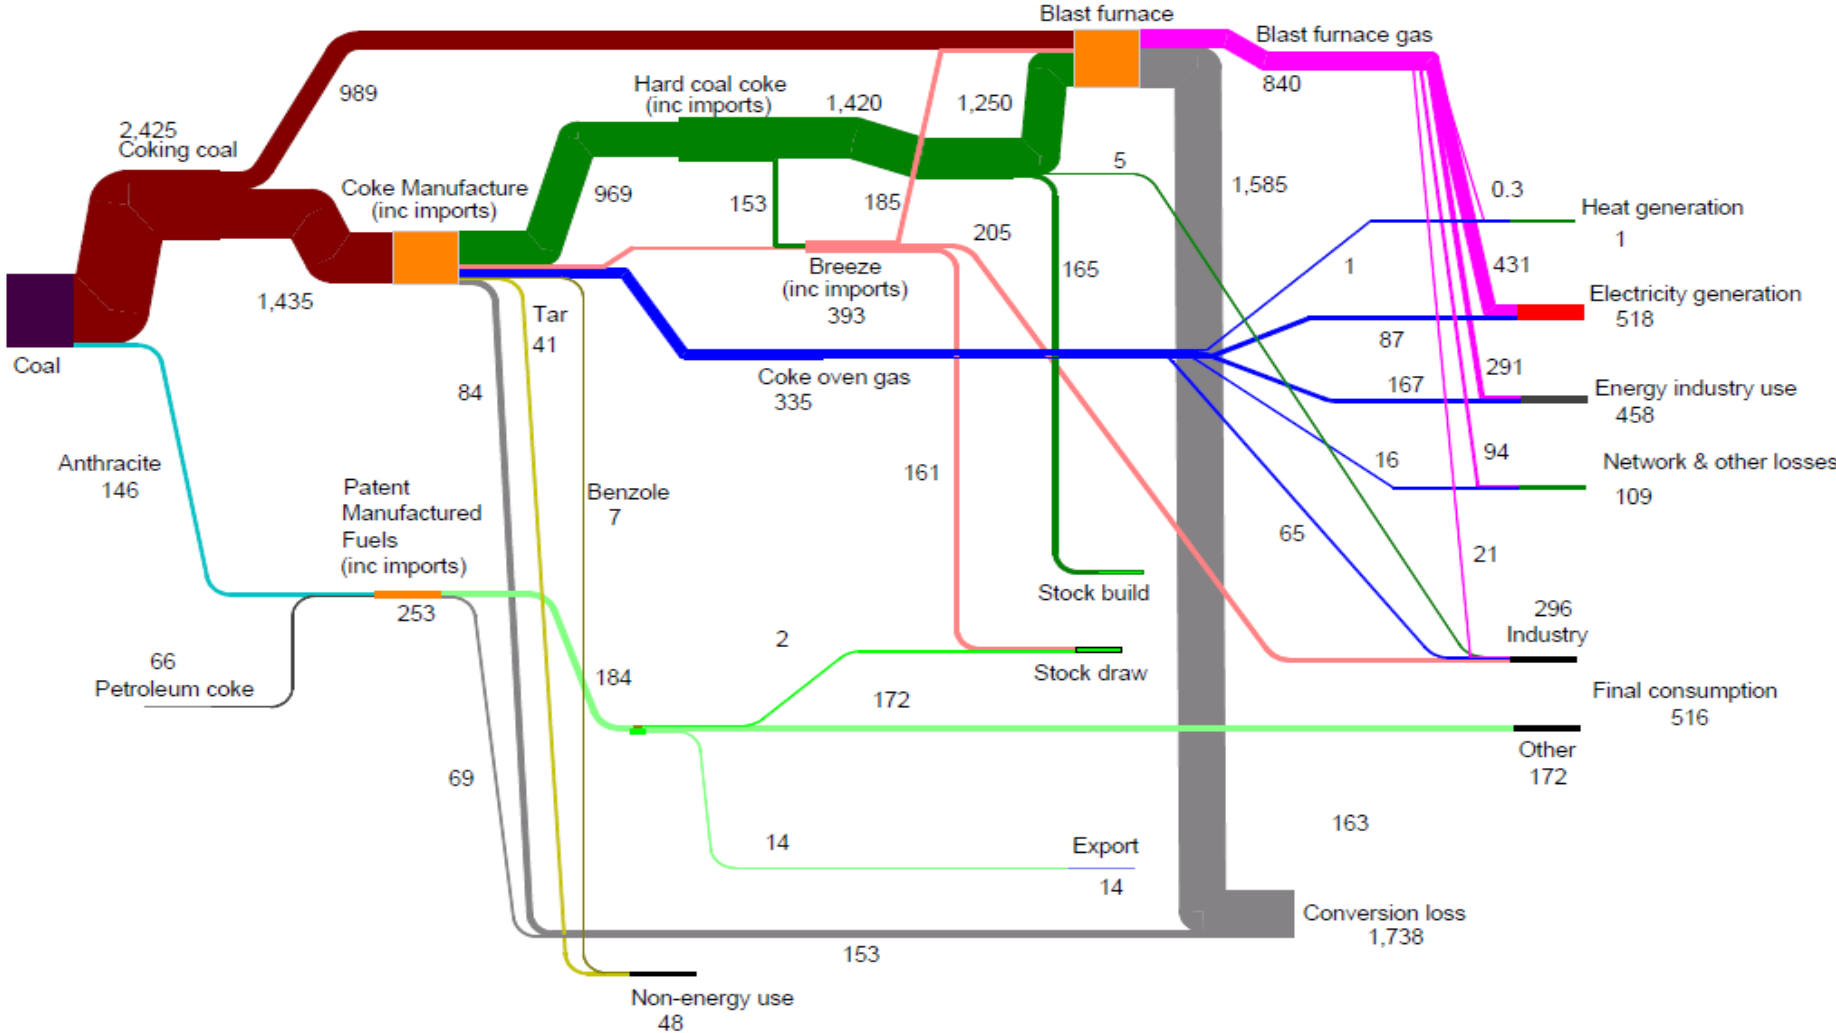 Blast furnace
Blast furnace gas
840
989
Hard coal coke
(inc imports)
1,420
1,250
2,425
Coking coal
Coke Manufacture
(inc imports)
969
153
185
5
1,585
0.3
Heat generation
1
205
165
1
431
Electricity generation
518
1,435
Breeze
(inc imports)
393
Tar
41
87
Coal
84
Coke oven gas
335
167
291
Energy industry use
458
Anthracite
146
Patent
Manufactured
Fuels
(inc imports)
Benzole
7
161
16
94
Network & other losses
109
65
21
253
Stock build
296
Industry
66
Petroleum coke
184
2
Stock draw
172
Final consumption
516
Other
172
69
14
Export
14
163
Conversion loss
1,738
153
Non-energy use
48